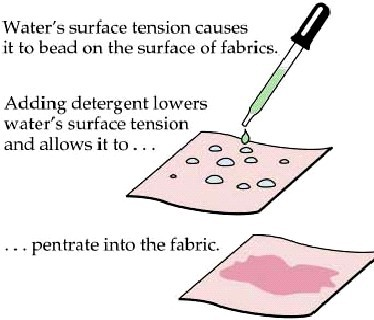 Water's surface tension causes
it to bead on the surface of fabrics.
Adding detergent lowers
water's surface tension
and allows it to . . .
. . . pentrate into the fabric.